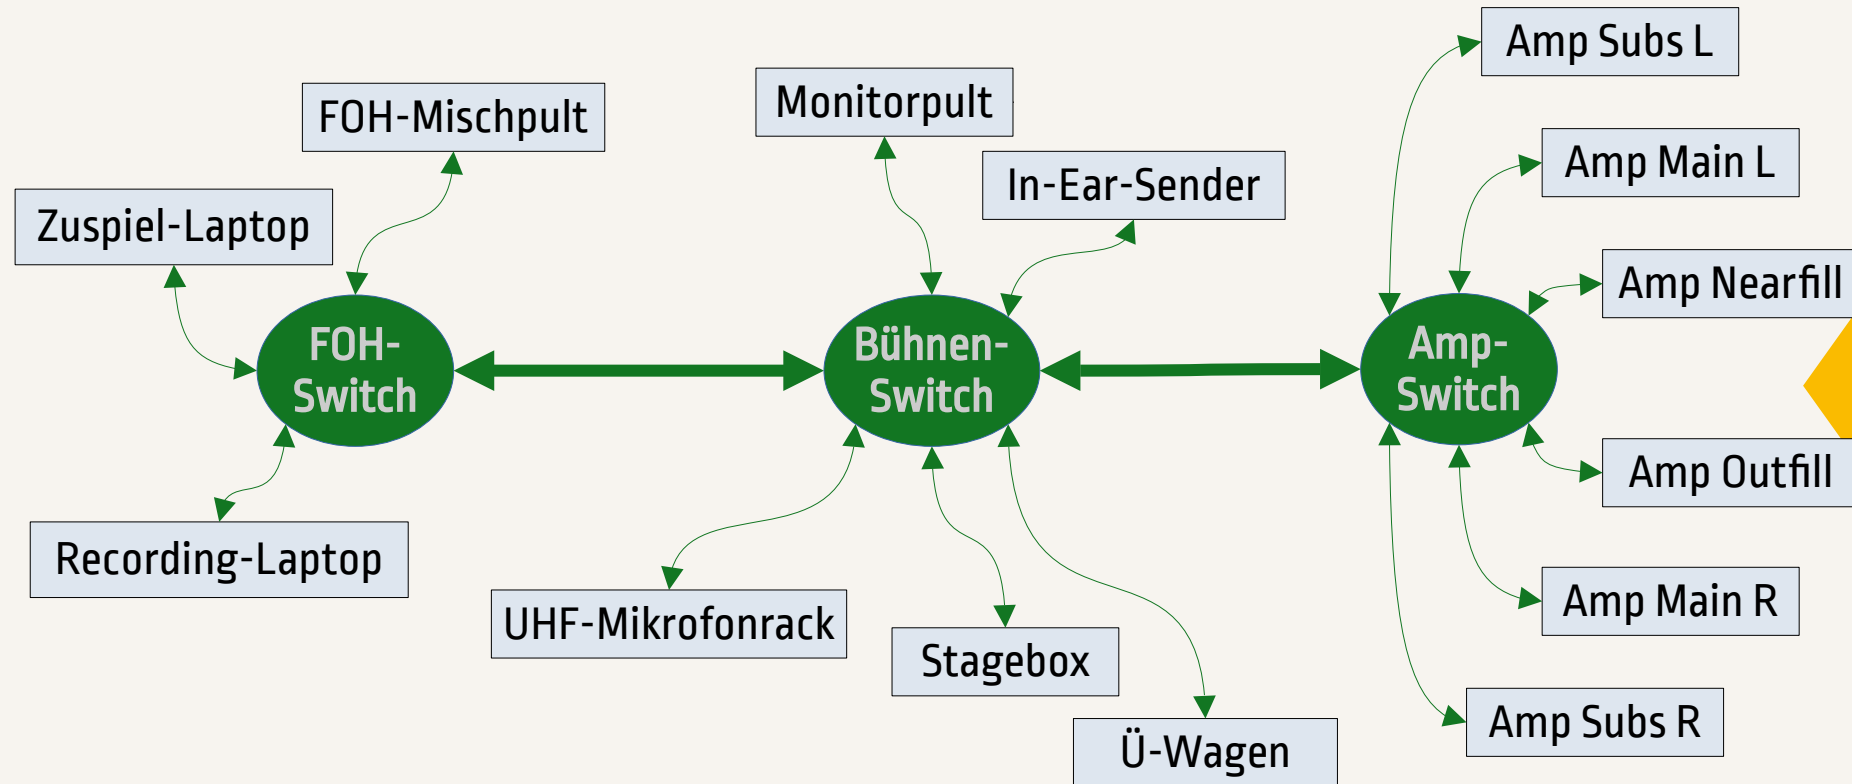 Amp Subs L
Monitorpult
FOH-Mischpult
Amp Main L
In-Ear-Sender
Zuspiel-Laptop
Amp Nearfill
FOH-
Switch
Bühnen-
Switch
Amp-
Switch
Amp Outfill
Recording-Laptop
Amp Main R
UHF-Mikrofonrack
Stagebox
Amp Subs R
Ü-Wagen